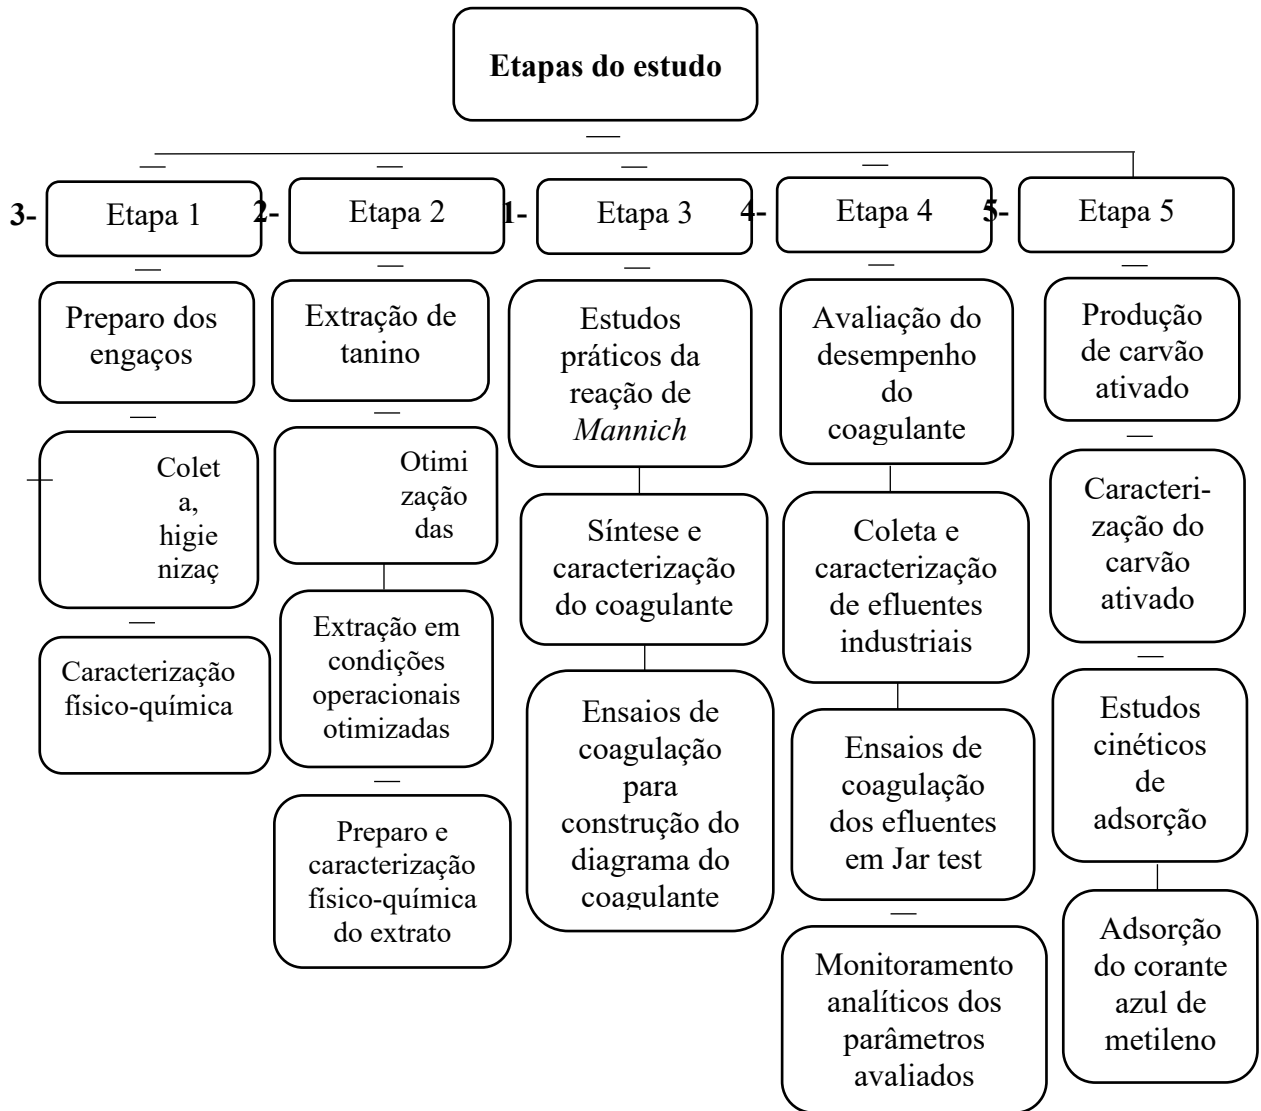 Etapas do estudo
3-
Etapa 1
Preparo dos
engaços
Colet
a,
higie
nizaç
Caracterização
físico-química
2-
Etapa 2
Extração de
tanino
Otimi
zação
das
Extração em
condições
operacionais
otimizadas
Preparo e
caracterização
físico-química
do extrato
1-
Etapa 3
Estudos
práticos da
reação de
Mannich
Síntese e
caracterização
do coagulante
Ensaios de
coagulação
para
construção do
diagrama do
coagulante
4-
Etapa 4
Avaliação do
desempenho
do
coagulante
Coleta e
caracterização
de efluentes
industriais
Ensaios de
coagulação
dos efluentes
em Jar test
Monitoramento
analíticos dos
parâmetros
avaliados
5-
Etapa 5
Produção
de carvão
ativado
Caracteri-
zação do
carvão
ativado
Estudos
cinéticos
de
adsorção
Adsorção
do corante
azul de
metileno